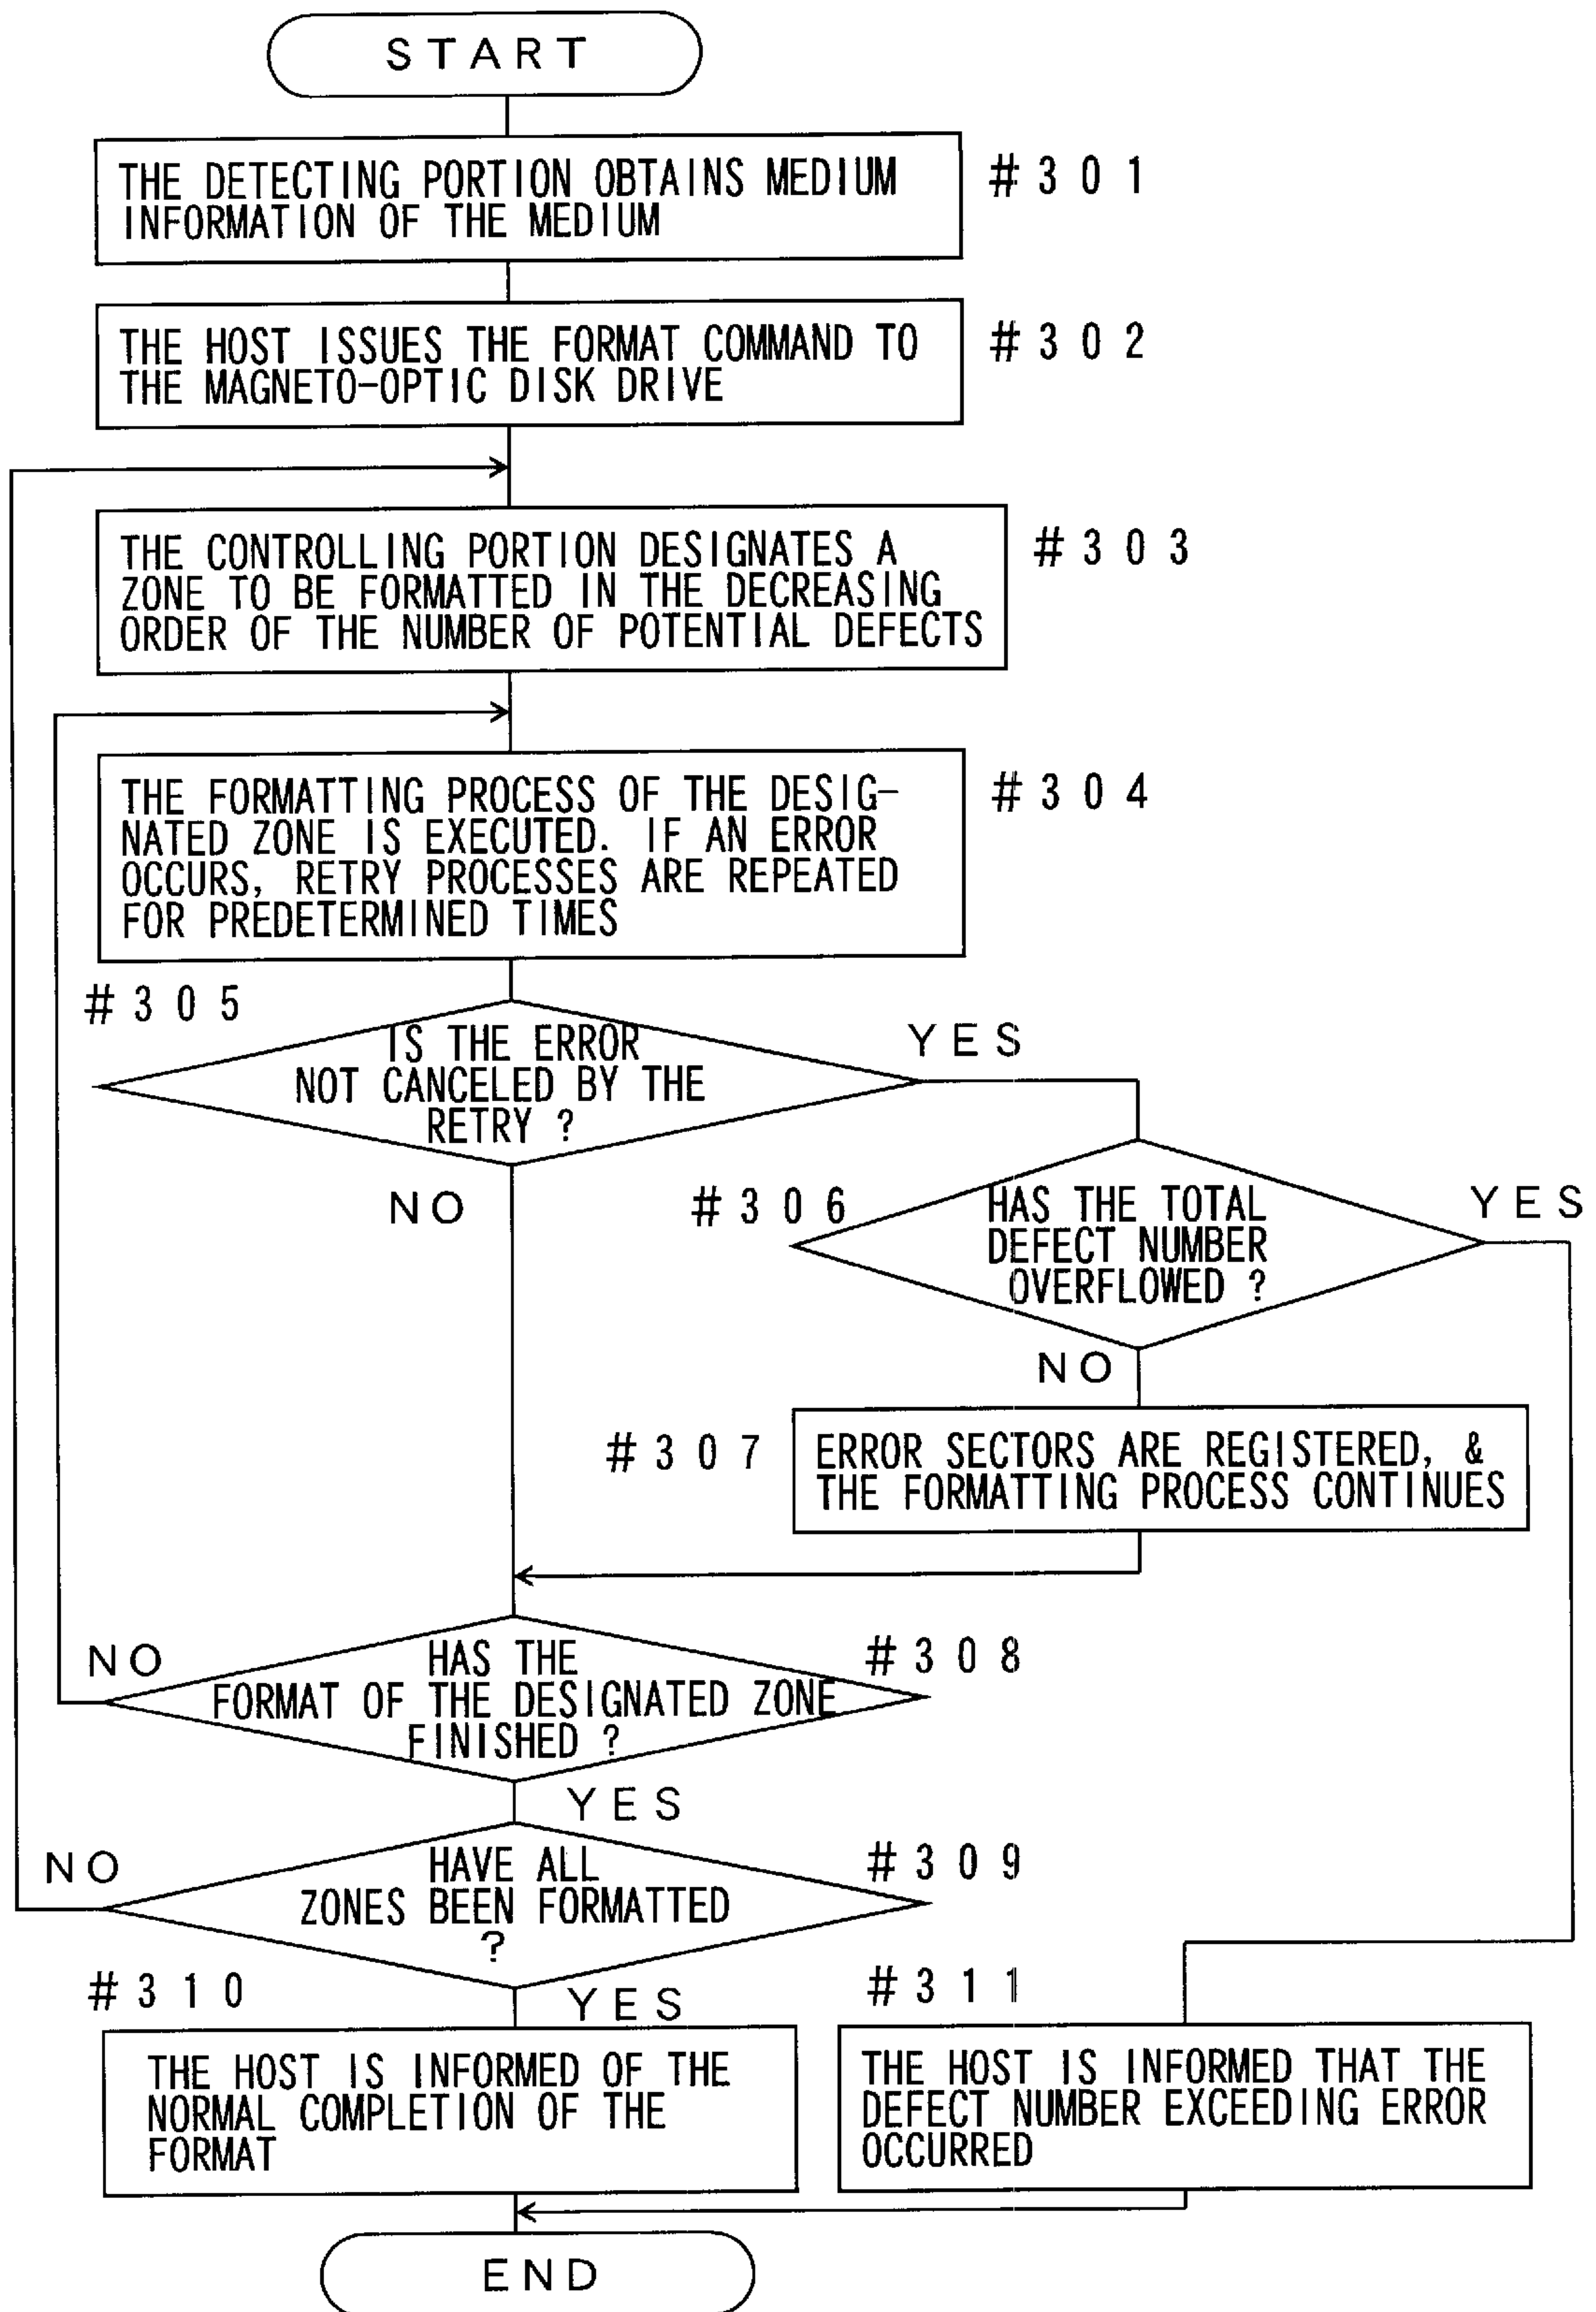 START
THE DETECTING PORTION OBTAINS MEDIUM
INFORMATION OF THE MEDIUM
#301
THE HOST ISSUES THE FORMAT COMMAND TO
THE MAGNETO-OPTIC DISK DRIVE
#302
THE CONTROLLING PORTION DESIGNATES A
ZONE TO BE FORMATTED IN THE DECREASING
ORDER OF THE NUMBER OF POTENTIAL DEFECTS
#303
THE FORMATTING PROCESS OF THE DESIG-
NATED ZONE IS EXECUTED. IF AN ERROR
OCCURS, RETRY PROCESSES ARE REPEATED
FOR PREDETERMINED TIMES
#304
#305
IS THE ERROR
NOT CANCELED BY THE
RETRY ?
YES
NO
#306
HAS THE TOTAL
DEFECT NUMBER
OVERFLOWED ?
YES
NO
#307
ERROR SECTORS ARE REGISTERED, &
THE FORMATTING PROCESS CONTINUES
NO
HAS THE
FORMAT OF THE DESIGNATED ZONE
FINISHED ?
#308
YES
NO
HAVE ALL
ZONES BEEN FORMATTED
?
#309
YES
#310
THE HOST IS INFORMED OF THE
NORMAL COMPLETION OF THE
FORMAT
#311
THE HOST IS INFORMED THAT THE
DEFECT NUMBER EXCEEDING ERROR
OCCURRED
END